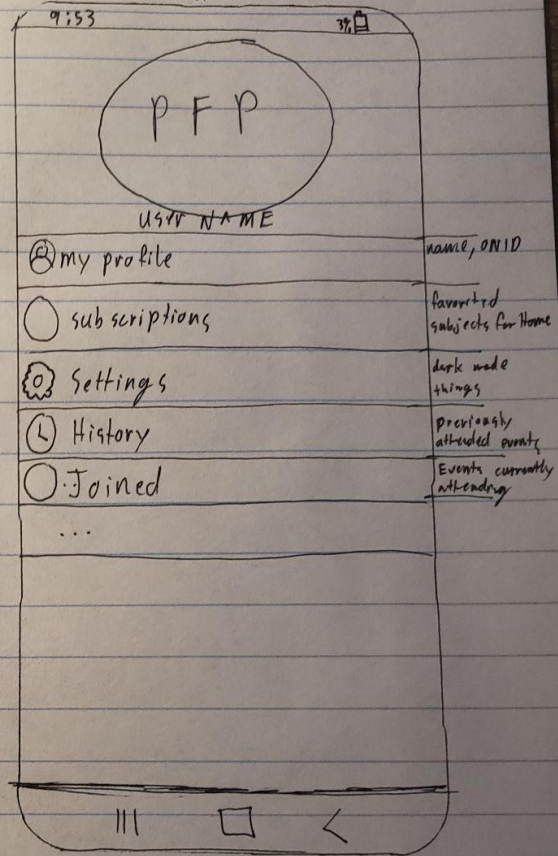 9:53
3%
PFP
USer NAME
my profile
name, ONID
subscriptions
favorited
subjects for Home
Settings
dark mode
things
History
previously
attended events
Joined
Events currently
attending
...